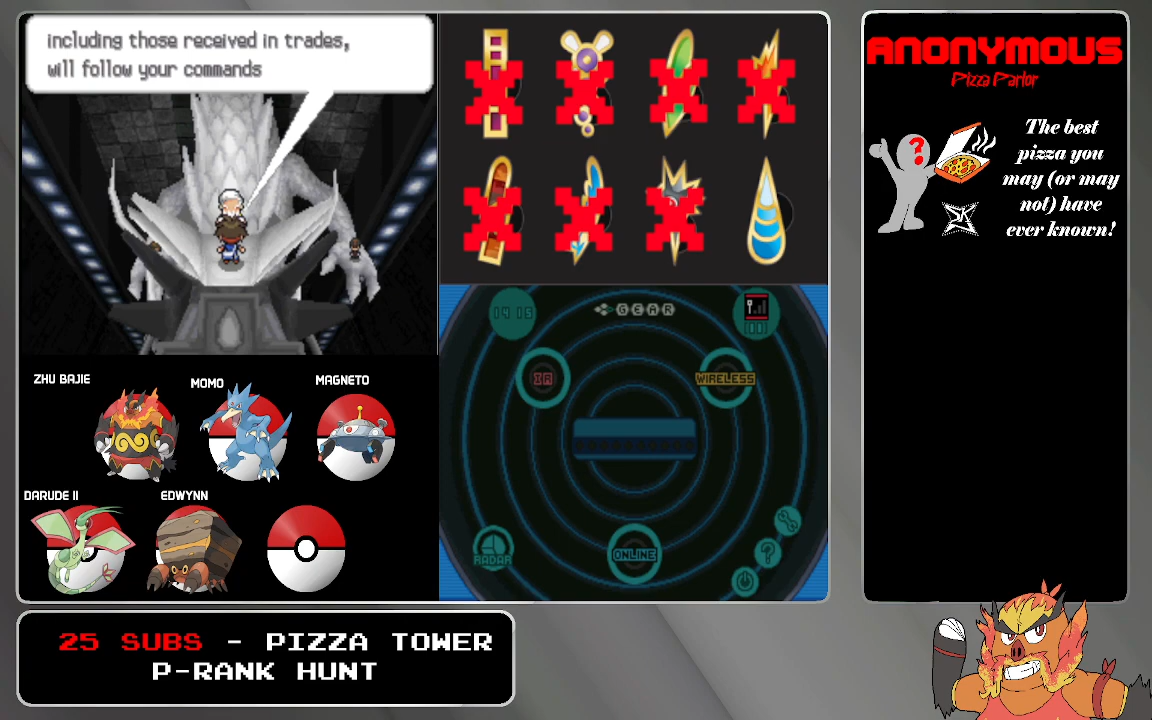 including those received in trades,
will follow your commands
ANONYMOUS
Pizza Parlor
?
The best
pizza you
may (or may
not) have
ever known!
14 15
GEAR
IR
WIRELESS
RADAR
ONLINE
?
ZHU BAJIE
MOMO
MAGNETO
DARUDE II
EDWYNN
25 SUBS - PIZZA TOWER
P-RANK HUNT